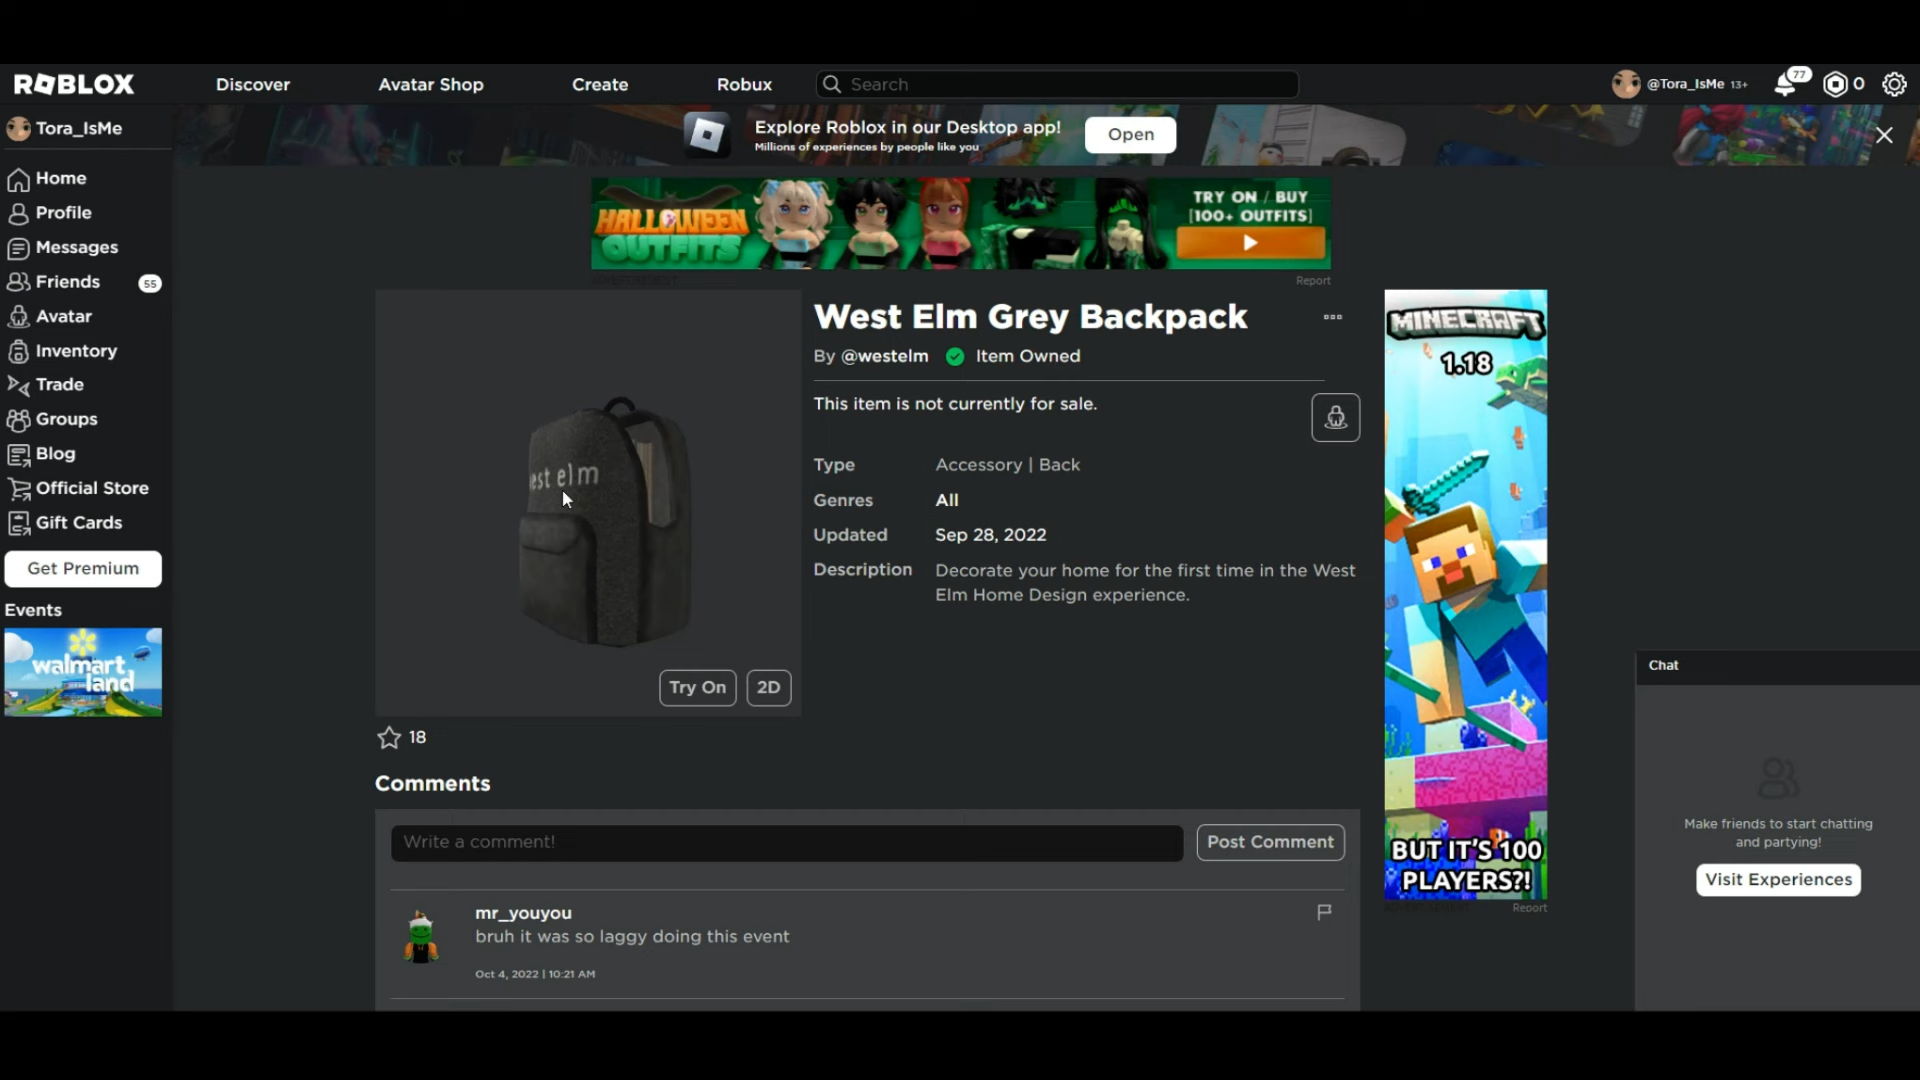 ROBLOX
Discover
Avatar Shop
Create
Robux
Search
@Tora_IsMe 13+
77
0
Tora_IsMe
Explore Roblox in our Desktop app!
Millions of experiences by people like you
Open
Home
Profile
Messages
Friends
55
Avatar
Inventory
Trade
Groups
Blog
Official Store
Gift Cards
Get Premium
Events
walmart
land
HALLOWEEN
OUTFITS
TRY ON / BUY
[100+ OUTFITS]
ADVERTISEMENT
Report
est elm
Try On
2D
18
West Elm Grey Backpack
By @westelm
Item Owned
This item is not currently for sale.
Type
Accessory | Back
Genres
All
Updated
Sep 28, 2022
Description
Decorate your home for the first time in the West
Elm Home Design experience.
MINECRAFT
1.18
BUT IT'S 100
PLAYERS?!
ADVERTISEMENT
Report
Comments
Write a comment!
Post Comment
mr_youyou
bruh it was so laggy doing this event
Oct 4, 2022 | 10:21 AM
Chat
Make friends to start chatting
and partying!
Visit Experiences